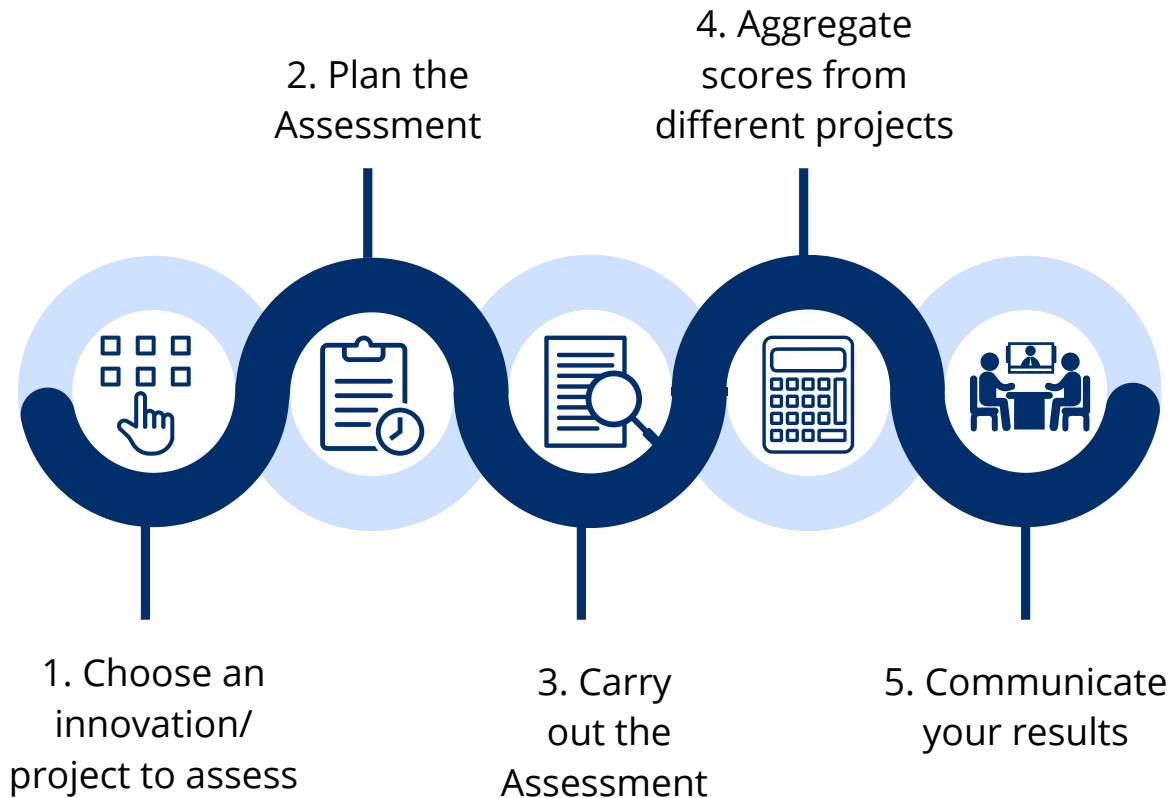 1. Choose an
innovation/
project to assess
2. Plan the
Assessment
3. Carry
out the
Assessment
4. Aggregate
scores from
different projects
5. Communicate
your results